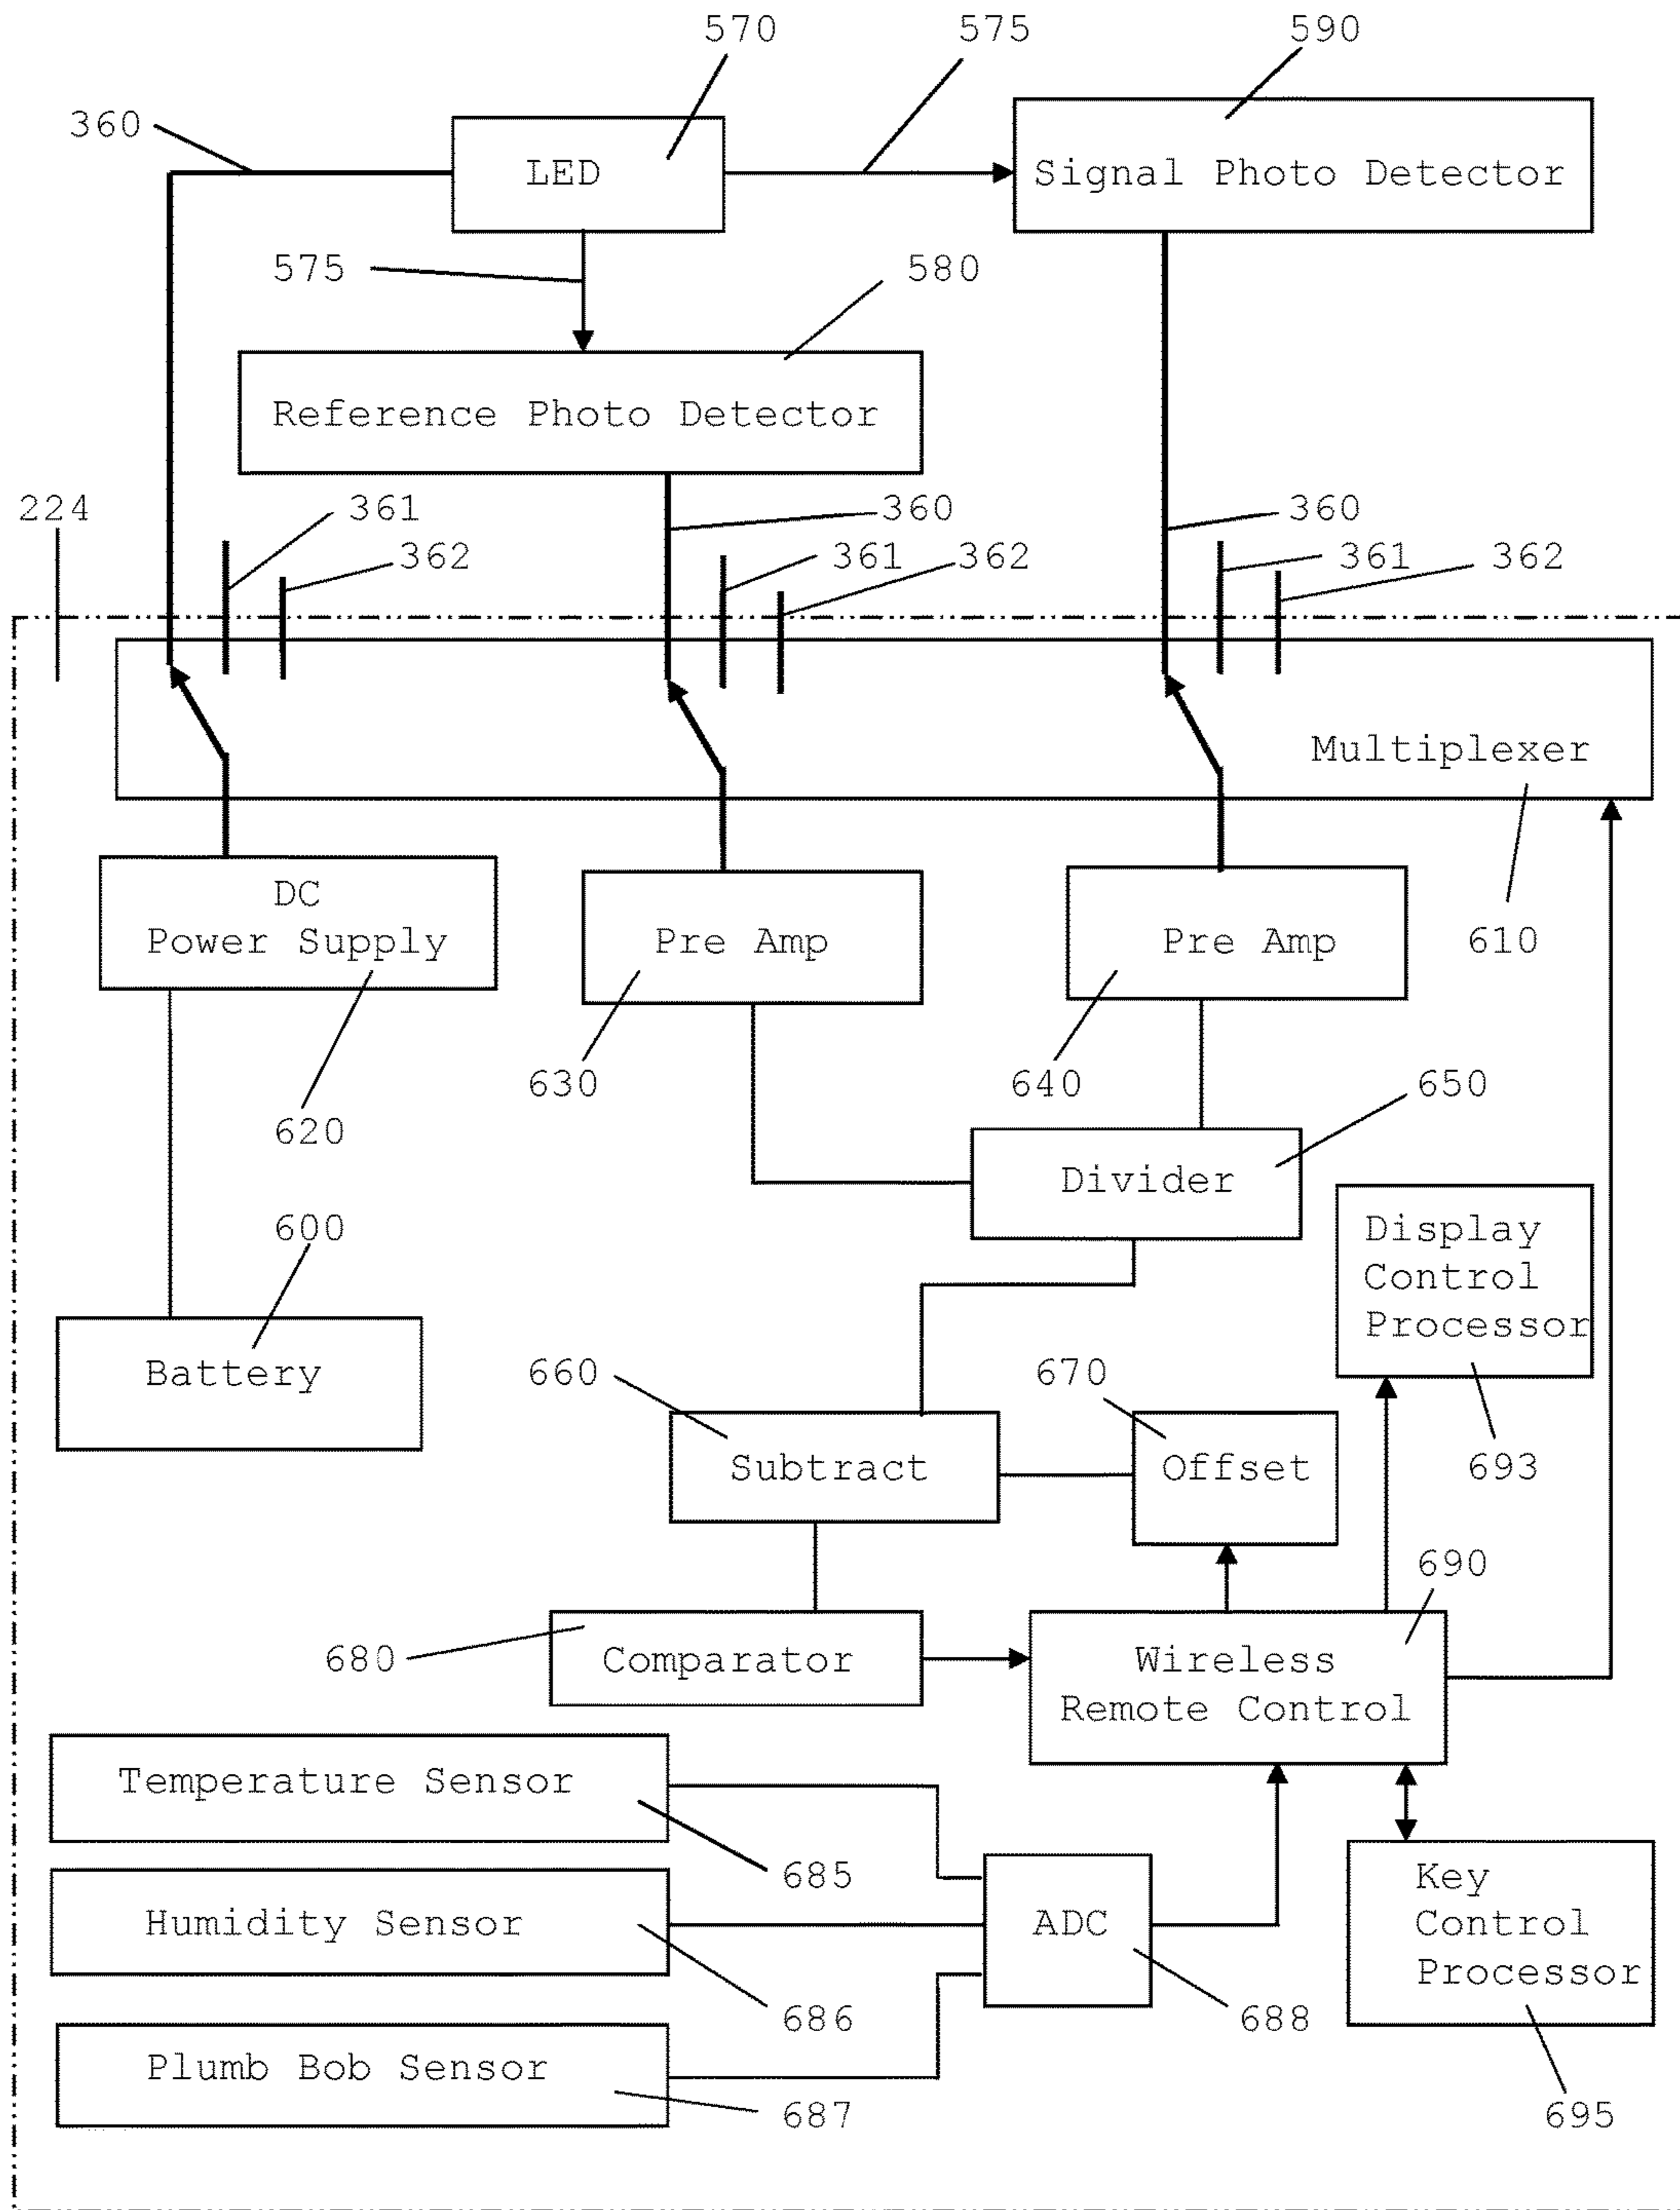 570 575 590
360
LED
Signal Photo Detector
575 580
Reference Photo Detector
224 361 360 360
362 361 362 361 362
Multiplexer
DC
Power Supply
Pre Amp
Pre Amp
610
630 640 650
620
Divider
600
Display
Control
Processor
Battery
660 670
Subtract
Offset
693
690
680
Comparator
Wireless
Remote Control
Temperature Sensor
685
Key
Humidity Sensor
ADC
Control
Processor
686 688
Plumb Bob Sensor
687 695